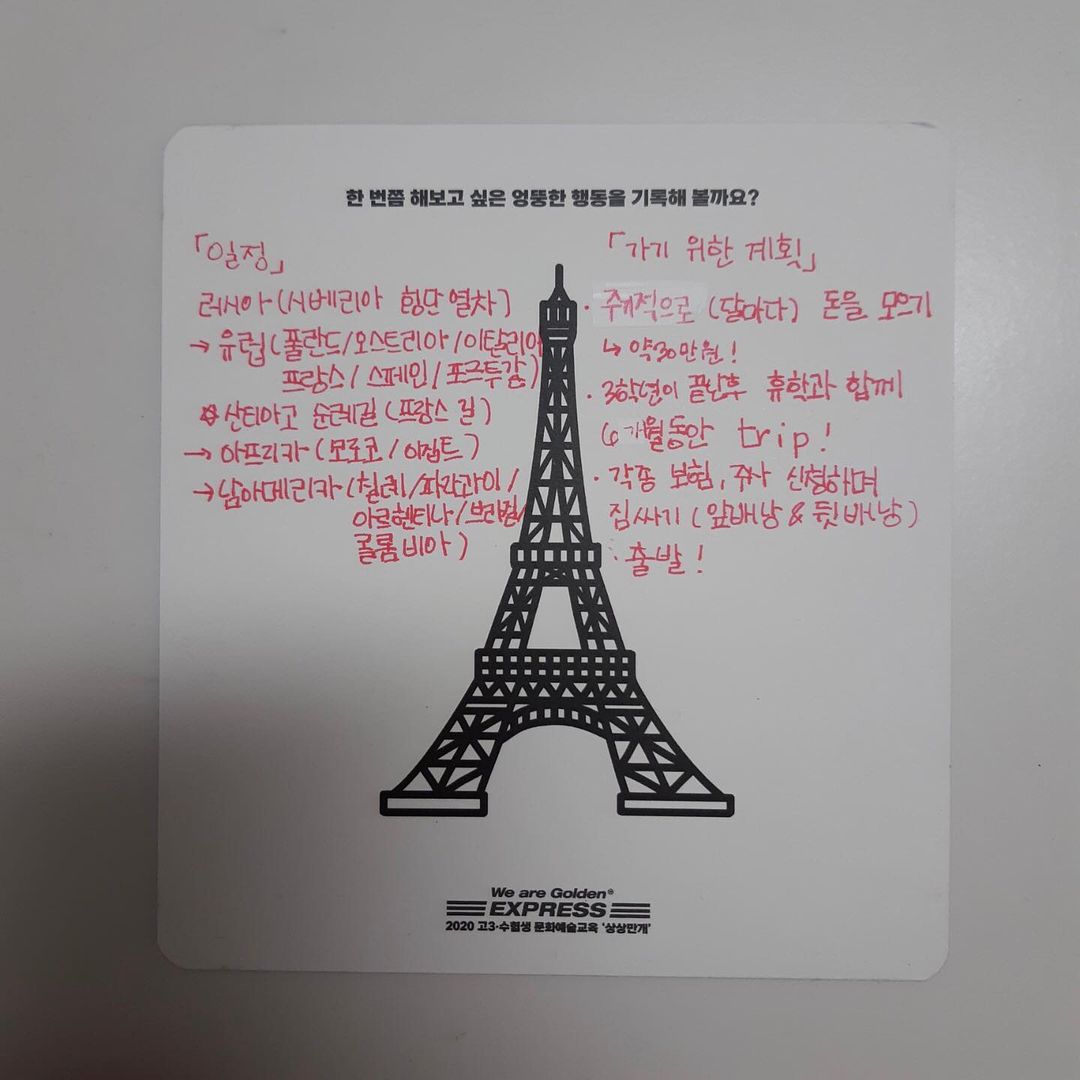 한 번쯤 해보고 싶은 엉뚱한 행동을 기록해 볼까요?
「일정」
러시아 (시베리아 횡단 열차)
→ 유럽 (폴란드/오스트리아/이탈리아
프랑스/스페인/포르투갈)
☆ 산티아고 순례길 (프랑스 길)
→ 아프리카 (모로코/이집트)
→ 남아메리카 (칠레/파라과이/
아르헨티나/브라질/
콜롬비아)
「가기 위한 계획」
· 주기적으로 (달마다) 돈을 모으기
↳ 약30만원!
· 3학년이 끝난후 휴학과 함께
6개월동안 trip!
· 각종 보험, 주사 신청하며
짐싸기 (앞배낭 & 뒷배낭)
· 출발!
We are Golden®
EXPRESS
2020 고3·수험생 문화예술교육 '상상만개'